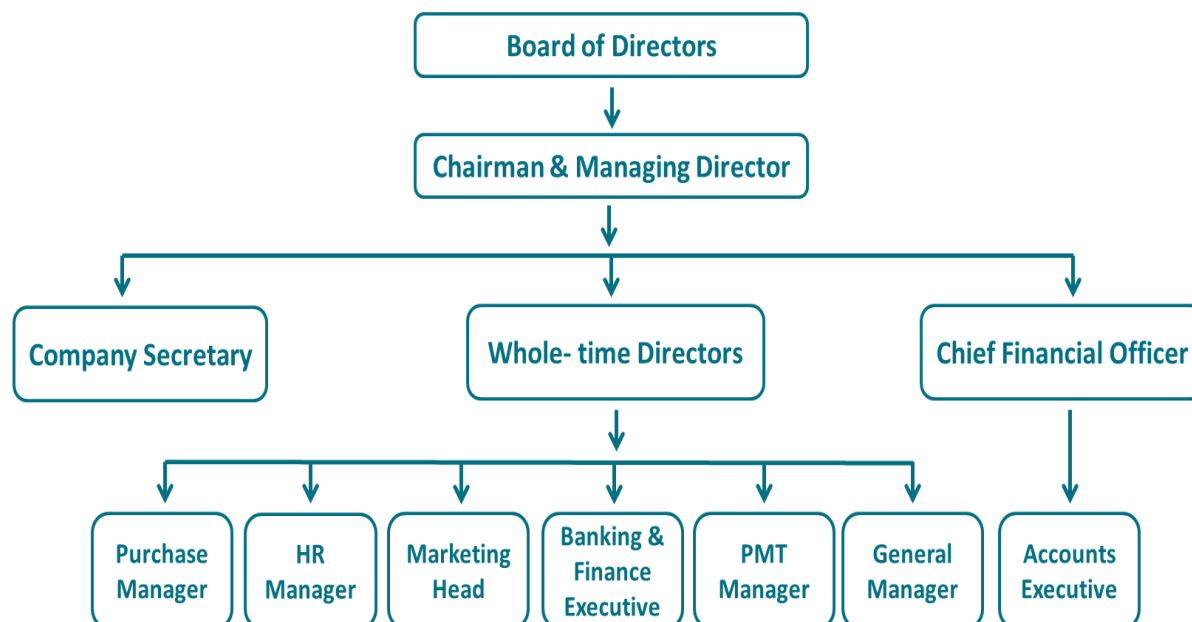 Board of Directors
Chairman & Managing Director
Company Secretary
Whole- time Directors
Chief Financial Officer
Purchase
Manager
HR
Manager
Marketing
Head
Banking &
Finance
Executive
PMT
Manager
General
Manager
Accounts
Executive